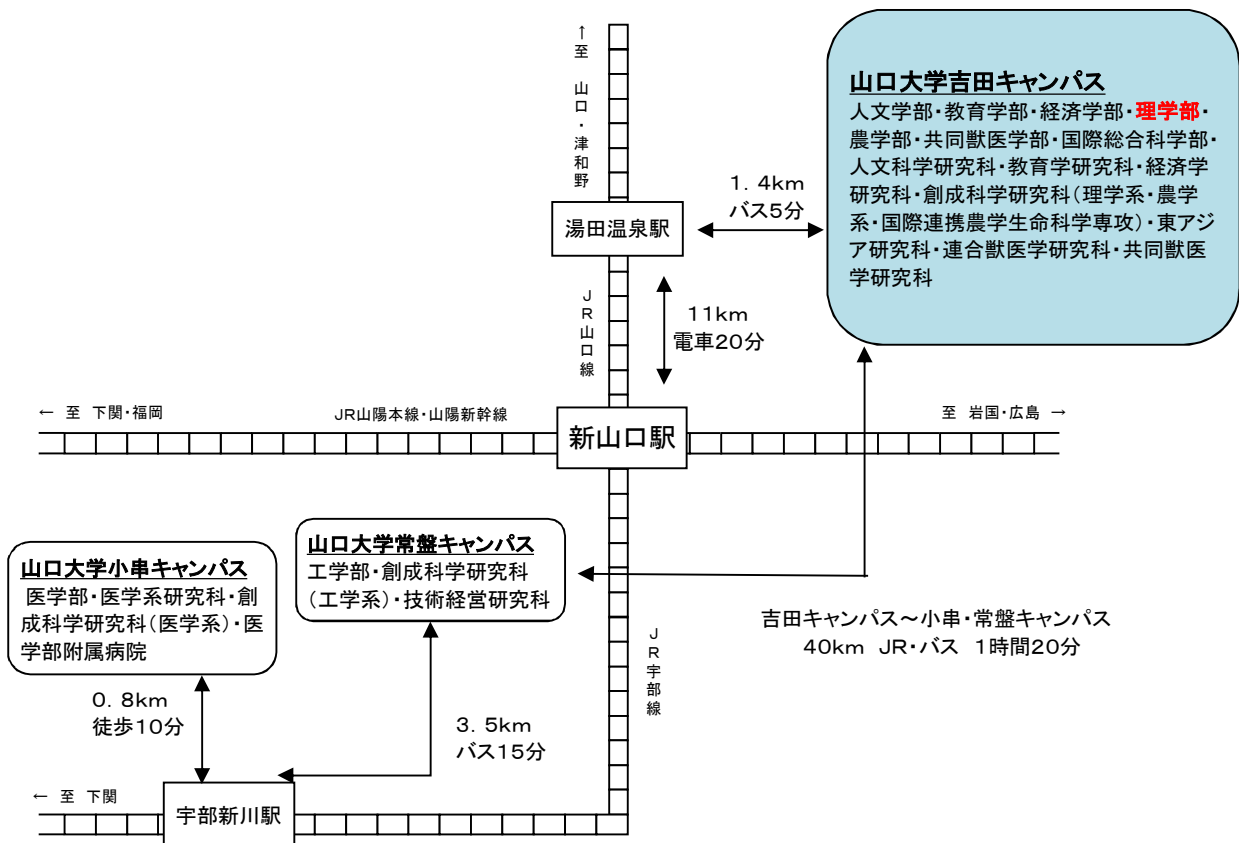 ↑至 山口・津和野
山口大学吉田キャンパス
人文学部・教育学部・経済学部・理学部・
農学部・共同獣医学部・国際総合科学部・
人文科学研究科・教育学研究科・経済学
研究科・創成科学研究科(理学系・農学
系・国際連携農学生命科学専攻)・東アジ
ア研究科・連合獣医学研究科・共同獣医
学研究科
1.4km
バス5分
湯田温泉駅
JR山口線
11km
電車20分
← 至 下関・福岡
JR山陽本線・山陽新幹線
至 岩国・広島 →
新山口駅
山口大学常盤キャンパス
工学部・創成科学研究科
(工学系)・技術経営研究科
山口大学小串キャンパス
医学部・医学系研究科・創
成科学研究科(医学系)・医
学部附属病院
吉田キャンパス~小串・常盤キャンパス
40km JR・バス 1時間20分
JR宇部線
0.8km
徒歩10分
3.5km
バス15分
← 至 下関
宇部新川駅